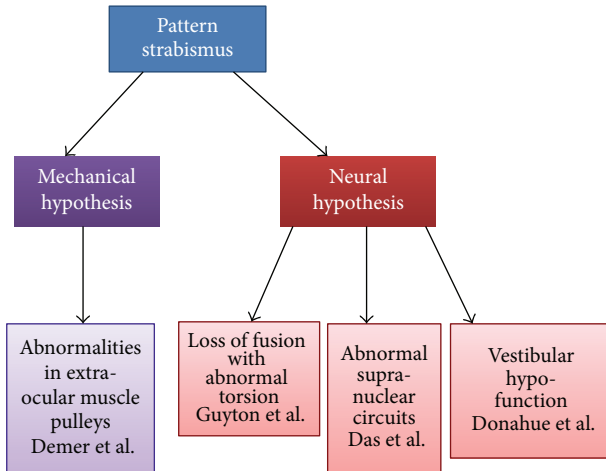 Pattern
strabismus
Mechanical
hypothesis
Neural
hypothesis
Abnormalities
in extra-
ocular muscle
pulleys
Demer et al.
Loss of fusion
with
abnormal
torsion
Guyton et al.
Abnormal
supra-
nuclear
circuits
Das et al.
Vestibular
hypo-
function
Donahue et al.